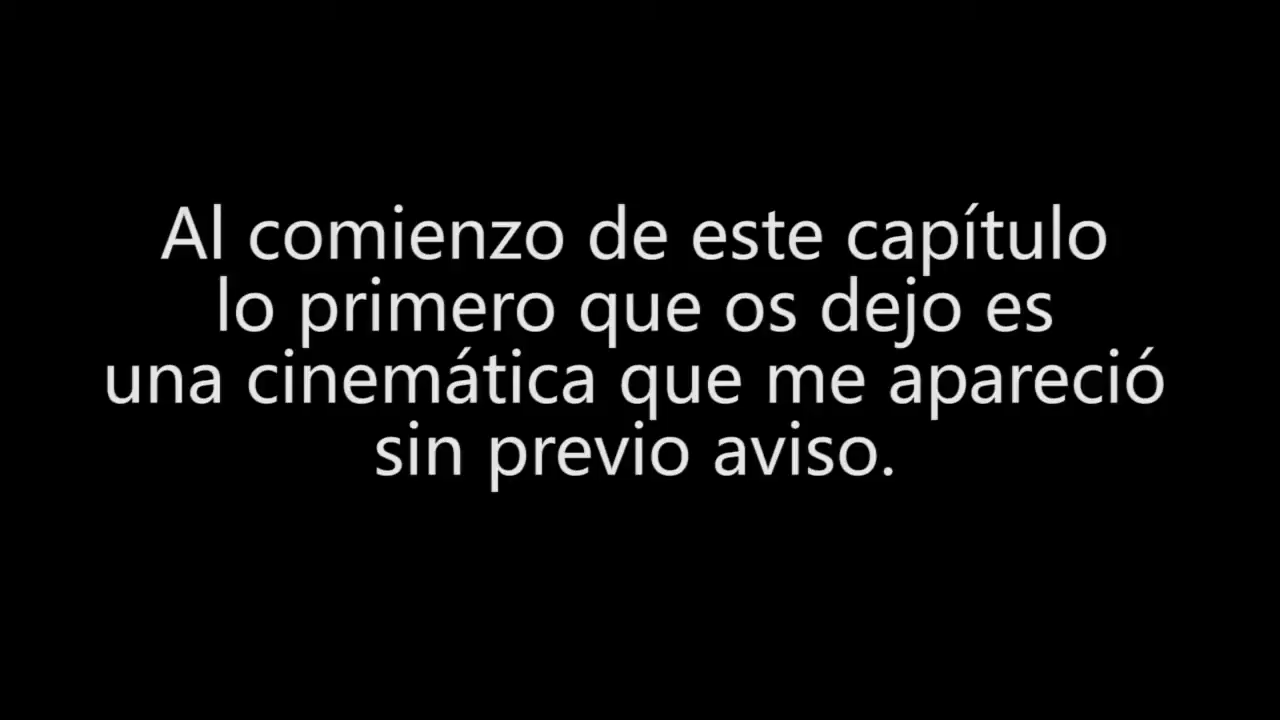 Al comienzo de este capítulo
lo primero que os dejo es
una cinemática que me apareció
sin previo aviso.